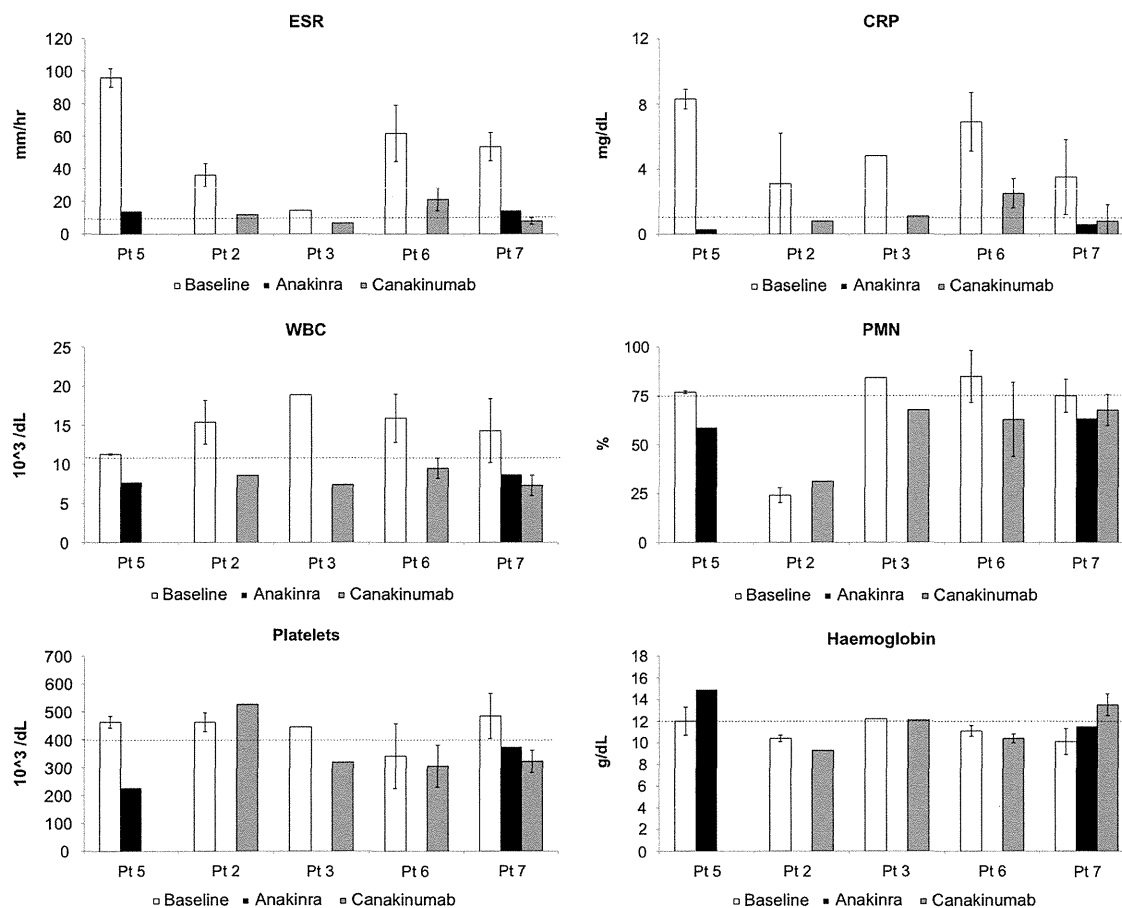 ESR
mm/hr
120
100
80
60
40
20
0
Pt 5 Pt 2 Pt 3 Pt 6 Pt 7
Baseline Anakinra Canakinumab
CRP
mg/dL
12
8
4
0
Pt 5 Pt 2 Pt 3 Pt 6 Pt 7
Baseline Anakinra Canakinumab
WBC
10^3 /dL
25
20
15
10
5
0
Pt 5 Pt 2 Pt 3 Pt 6 Pt 7
Baseline Anakinra Canakinumab
PMN
%
100
75
50
25
0
Pt 5 Pt 2 Pt 3 Pt 6 Pt 7
Baseline Anakinra Canakinumab
Platelets
10^3 /dL
700
600
500
400
300
200
100
0
Pt 5 Pt 2 Pt 3 Pt 6 Pt 7
Baseline Anakinra Canakinumab
Haemoglobin
g/dL
18
16
14
12
10
8
6
4
2
0
Pt 5 Pt 2 Pt 3 Pt 6 Pt 7
Baseline Anakinra Canakinumab